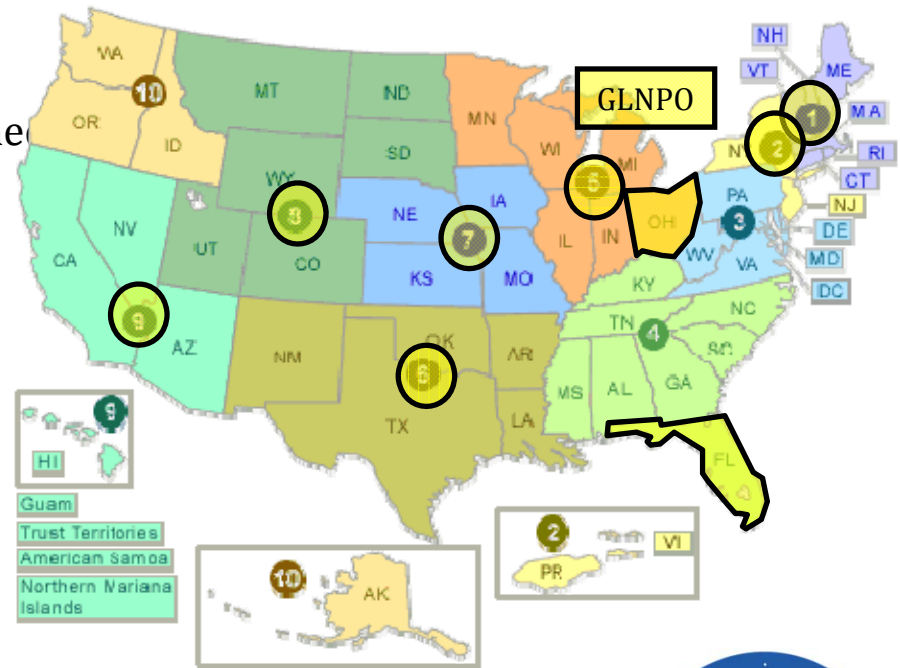 NH
WA
VT
ME
MT
ND
GLNPO
10
MN
1
MA
OR
ne
ID
SD
WI
MI
NY
2
RI
WY
CT
IA
PA
NE
5
NJ
8
OH
NV
3
DE
7
UT
IL
IN
WV
CA
CO
VA
MD
KS
MO
KY
DC
9
NC
TN
OK
4
AZ
AR
SC
NM
6
GA
MS
AL
9
TX
LA
FL
HI
Guam
Trust Territories
2
American Samoa
VI
10
PR
Northern Mariana
AK
Islands